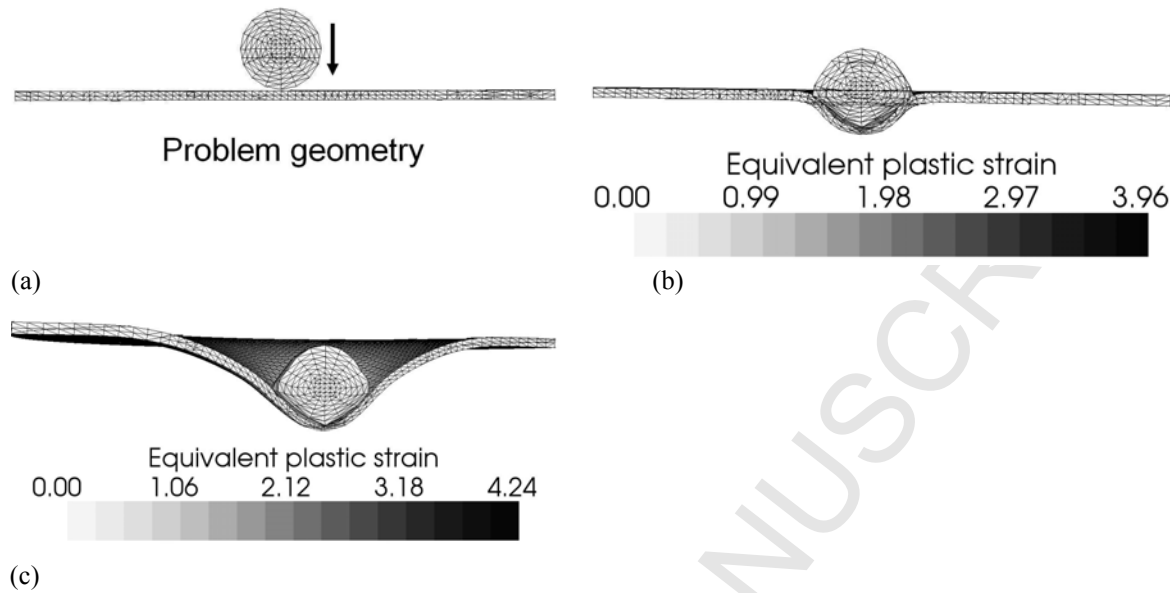 Problem geometry
(a)
Equivalent plastic strain
0.00 0.99 1.98 2.97 3.96
(b)
Equivalent plastic strain
0.00 1.06 2.12 3.18 4.24
(c)
NUSCR